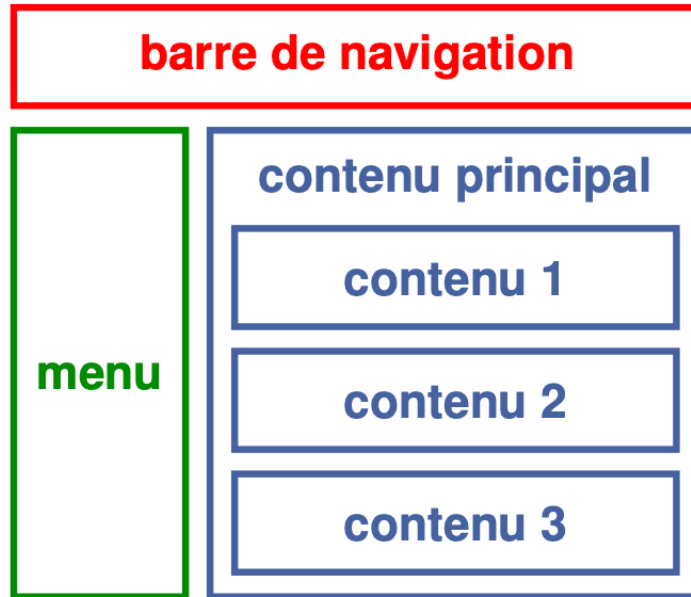 barre de navigation
contenu principal
contenu 1
menu
contenu 2
contenu 3